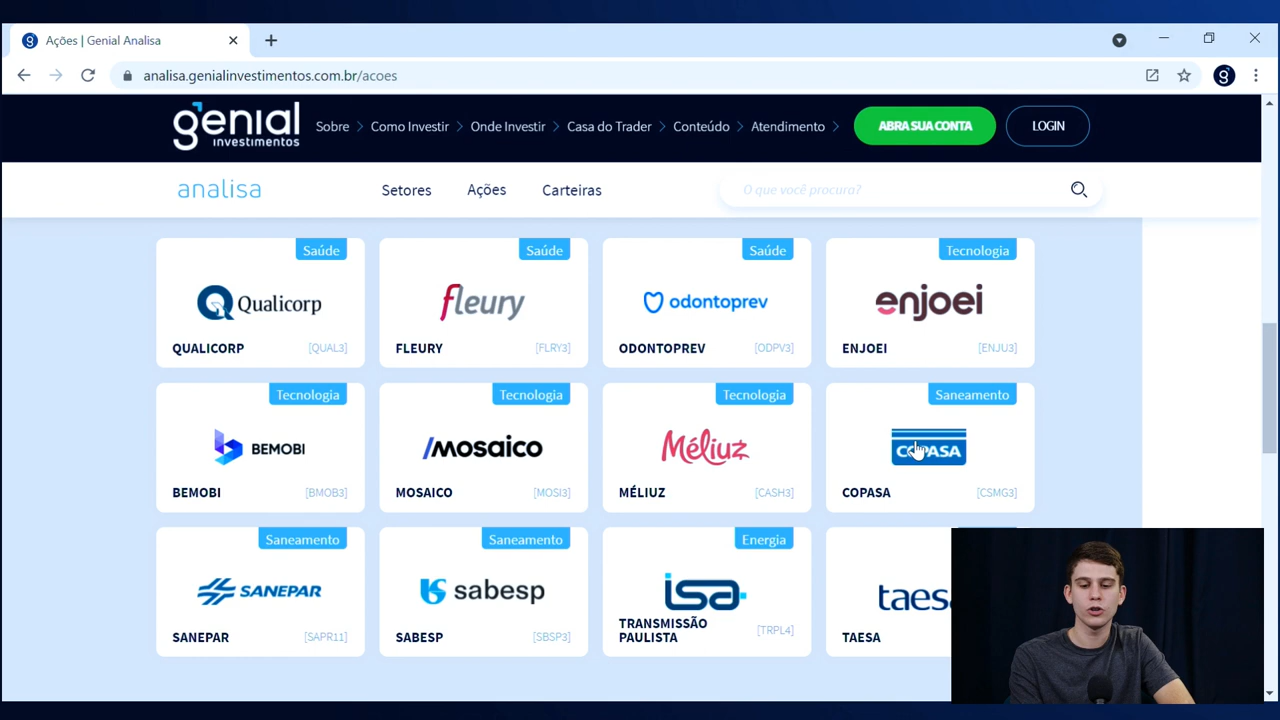 Ações | Genial Analisa
analisa.genialinvestimentos.com.br/acoes
genial investimentos
Sobre Como Investir Onde Investir Casa do Trader Conteúdo Atendimento ABRA SUA CONTA LOGIN
analisa Setores Ações Carteiras O que você procuro?
Saúde Saúde Saúde Tecnologia
Qualicorp fleury odontoprev enjoei
QUALICORP [QUAL3] FLEURY [FLRY3] ODONTOPREV [ODPV3] ENJOEI [ENJU3]
Tecnologia Tecnologia Tecnologia Saneamento
BEMOBI mosaico Méliuz COPASA
BEMOBI [BMOB3] MOSAICO [MOSI3] MÉLIUZ [CASH3] COPASA [CSMG3]
Saneamento Saneamento Energia
SANEPAR sabesp isa taesa
SANEPAR [SAPR11] SABESP [SBSP3] TRANSMISSÃO PAULISTA [TRPL4] TAESA